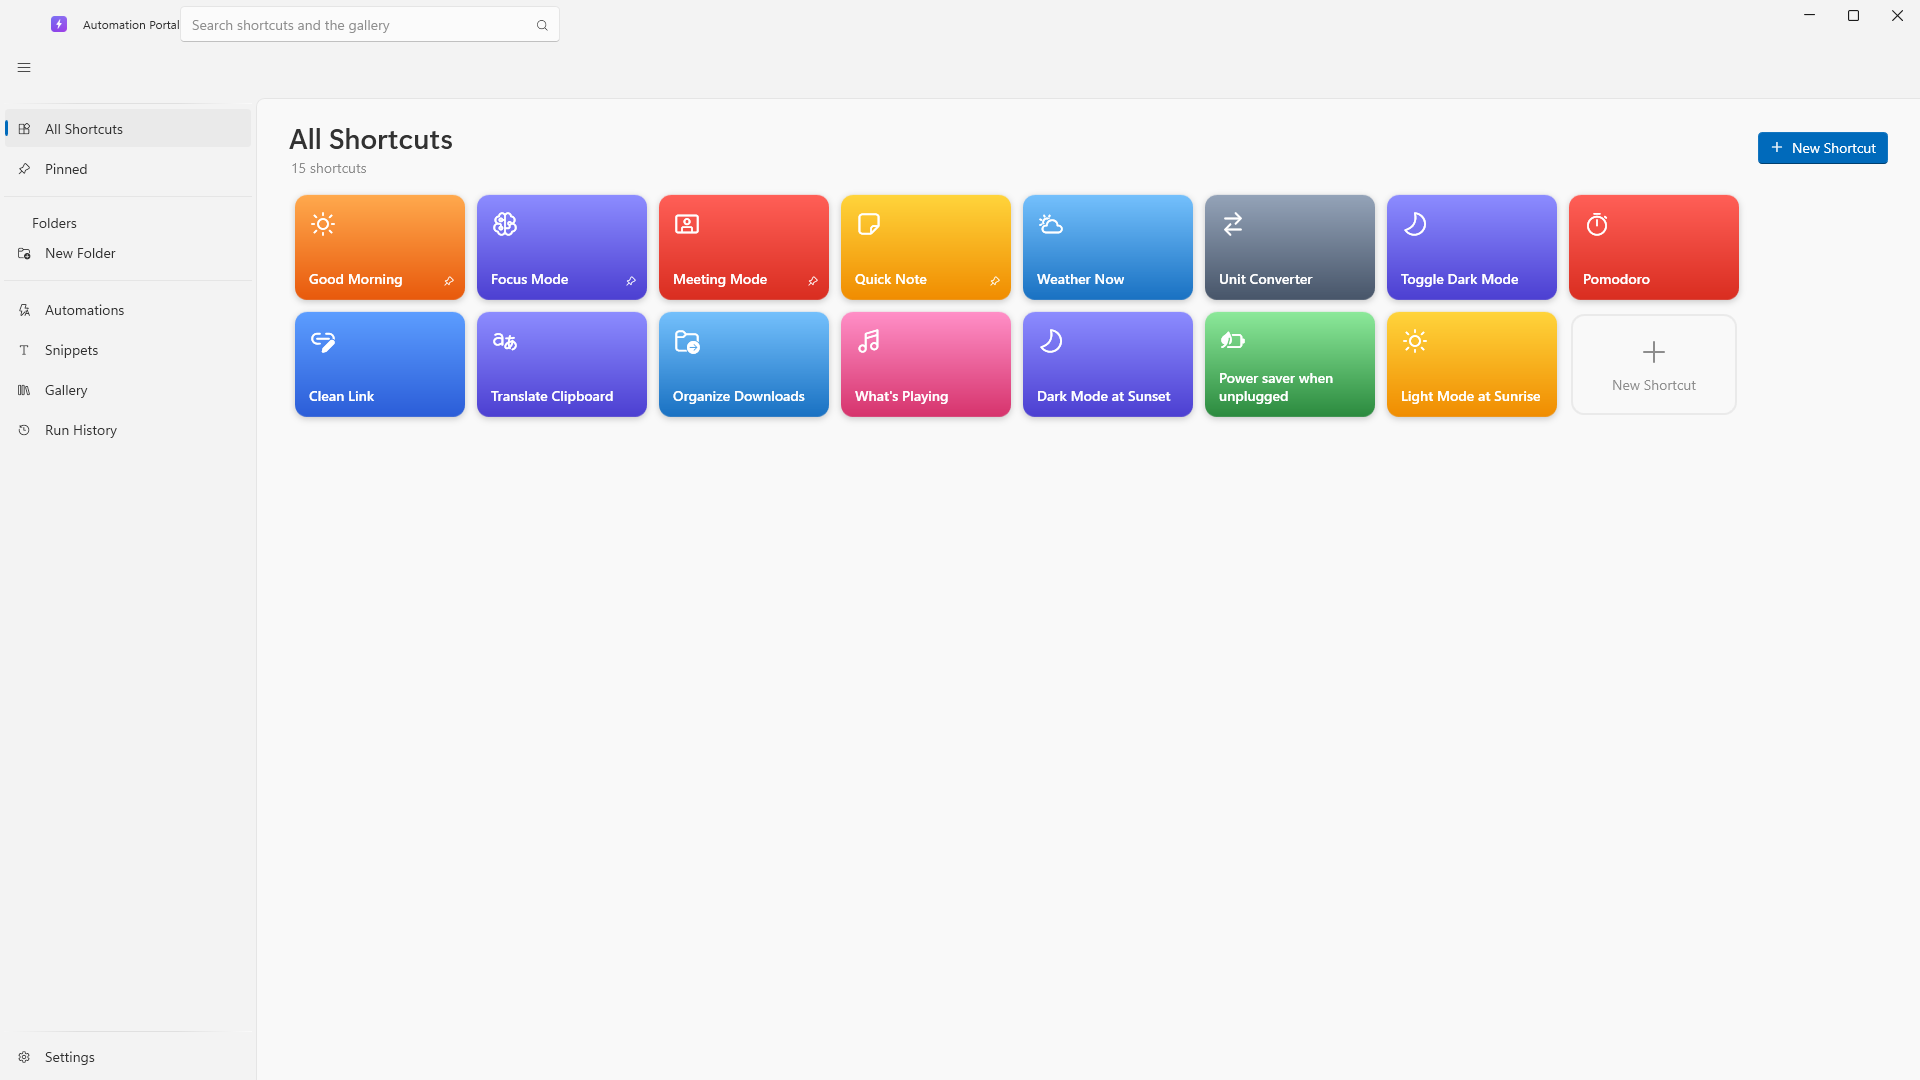 Automation Portal
Search shortcuts and the gallery
All Shortcuts
Pinned
Folders
New Folder
Automations
Snippets
Gallery
Run History
Settings
All Shortcuts
15 shortcuts
New Shortcut
Good Morning
Focus Mode
Meeting Mode
Quick Note
Weather Now
Unit Converter
Toggle Dark Mode
Pomodoro
Clean Link
Translate Clipboard
Organize Downloads
What's Playing
Dark Mode at Sunset
Power saver when
unplugged
Light Mode at Sunrise
New Shortcut